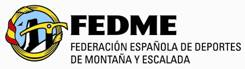 FEDME
FEDERACIÓN ESPAÑOLA DE DEPORTES
DE MONTAÑA Y ESCALADA